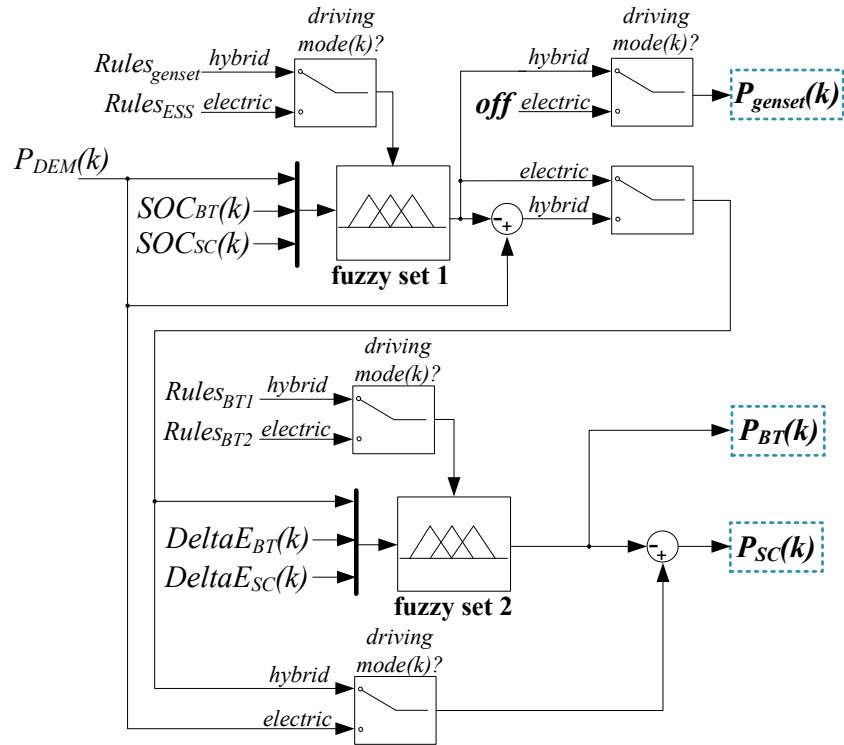 driving
mode(k)?
driving
mode(k)?
Rules_genset hybrid
hybrid
Rules_ESS electric
off electric
P_genset(k)
P_DEM(k)
electric
SOC_BT(k)
hybrid
SOC_SC(k)
- +
fuzzy set 1
driving
mode(k)?
Rules_BT1 hybrid
Rules_BT2 electric
P_BT(k)
DeltaE_BT(k)
DeltaE_SC(k)
- +
P_SC(k)
fuzzy set 2
driving
mode(k)?
hybrid
electric